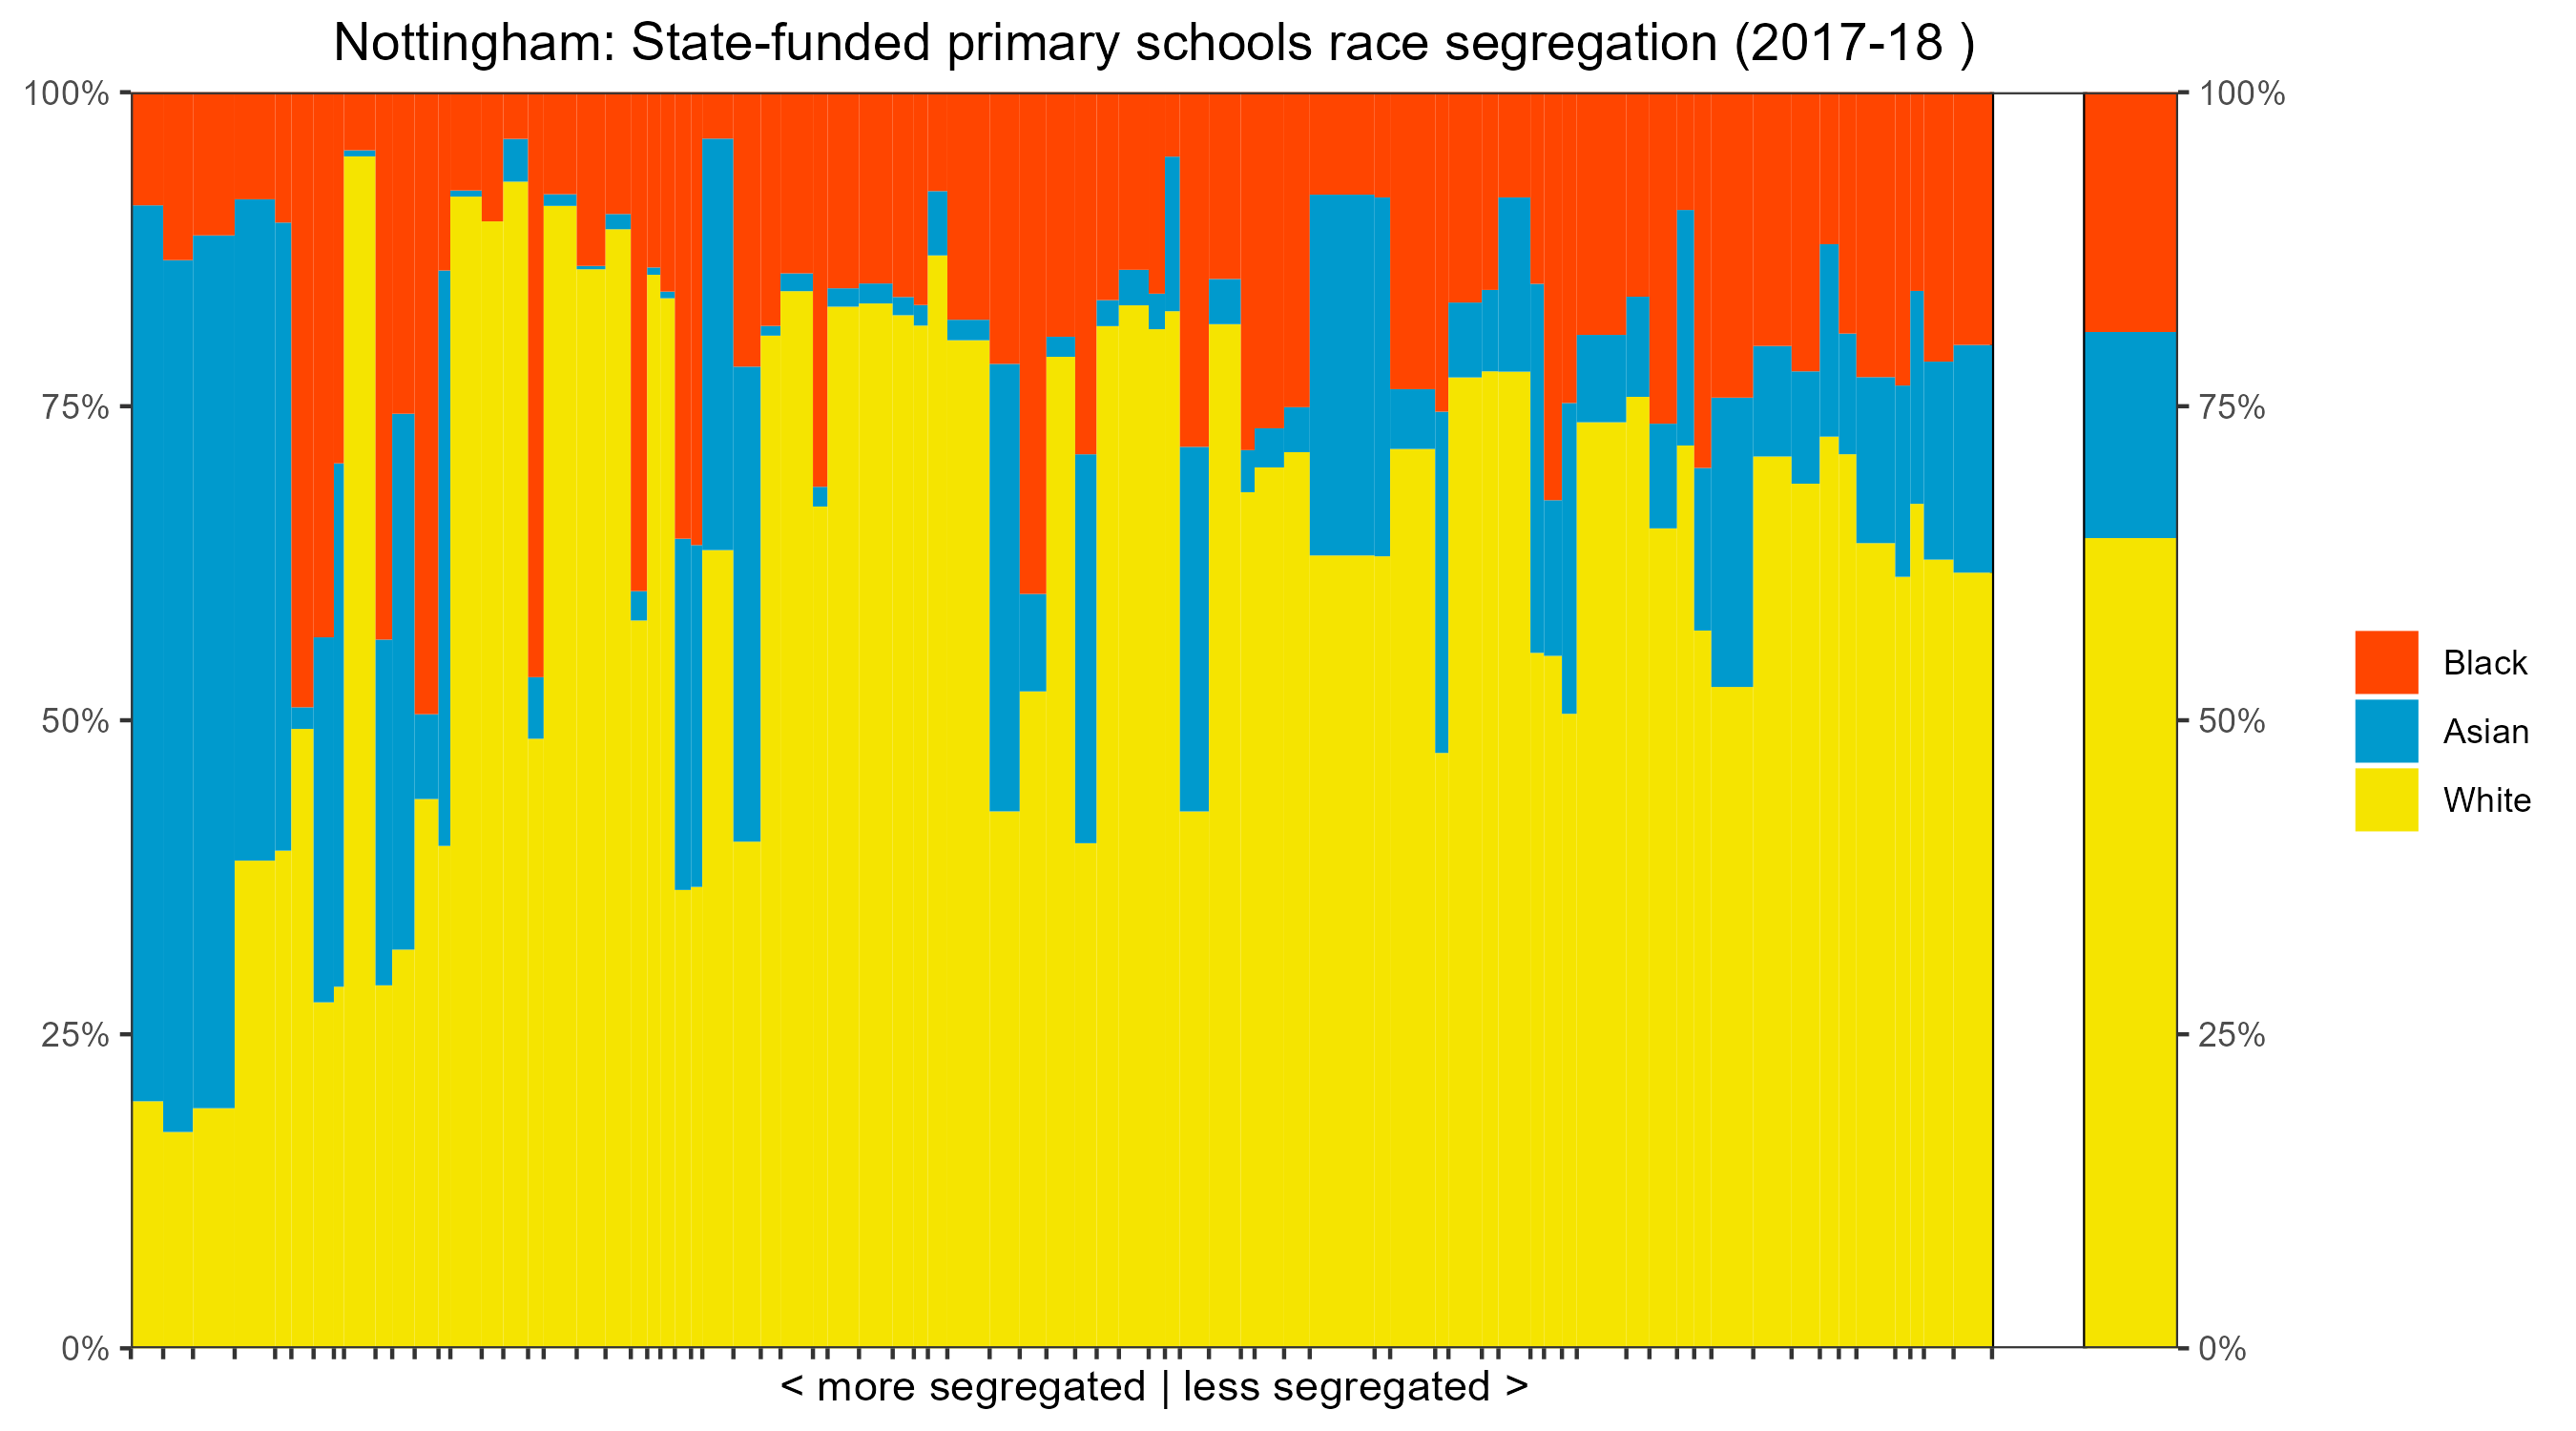 Nottingham: State-funded primary schools race segregation (2017-18 )
100%
75%
50%
25%
0%
100%
75%
50%
25%
0%
Black
Asian
White
< more segregated | less segregated >